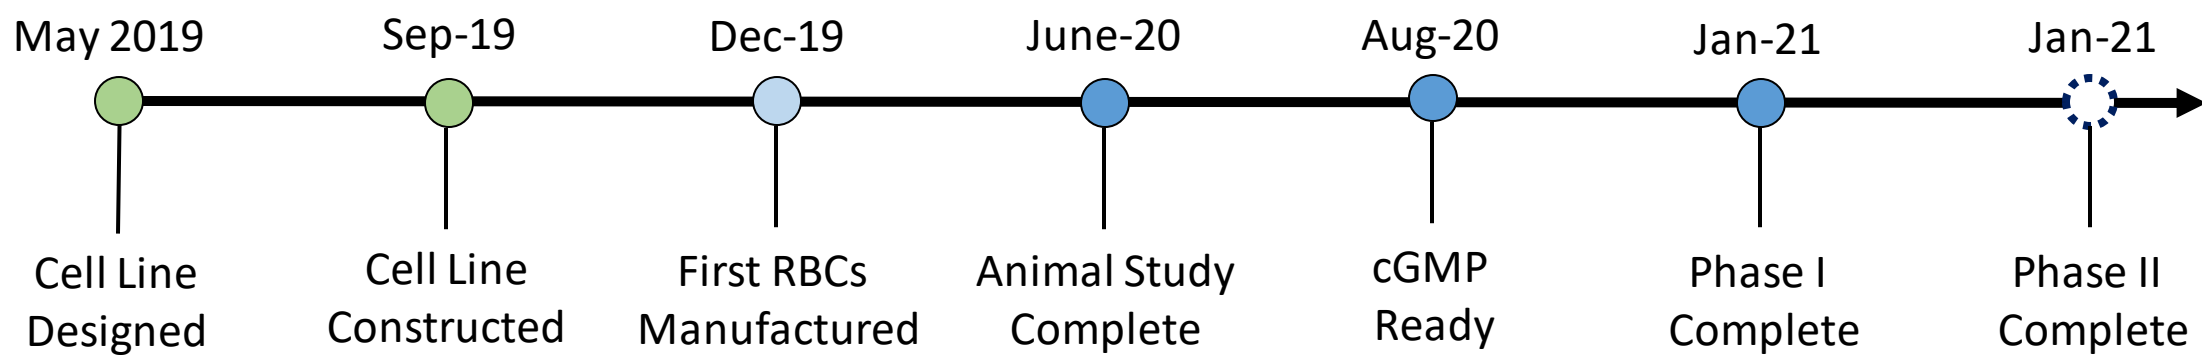 May 2019
Sep-19
Dec-19
June-20
Aug-20
Jan-21
Jan-21
Cell Line
Designed
Cell Line
Constructed
First RBCs
Manufactured
Animal Study
Complete
cGMP
Ready
Phase I
Complete
Phase II
Complete